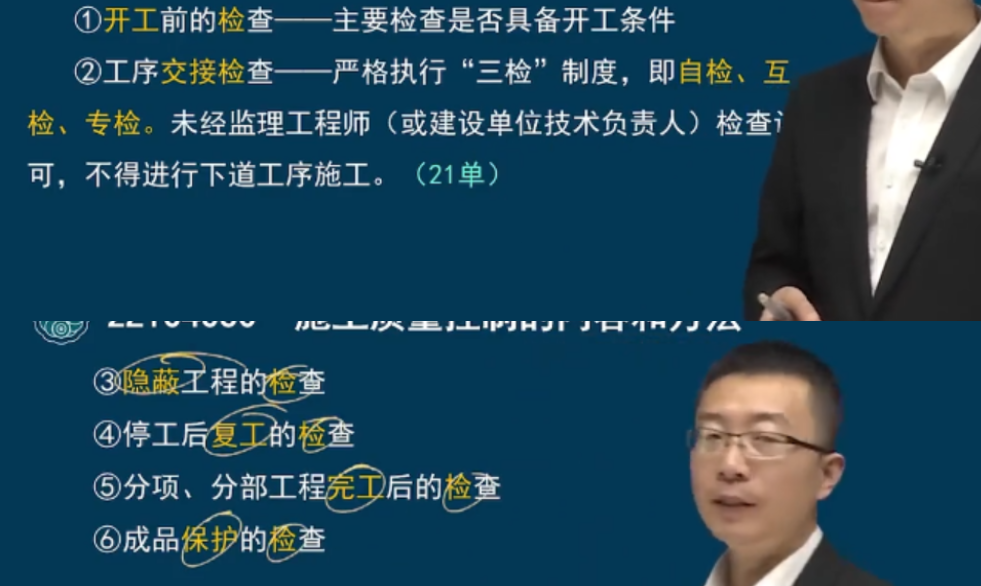 ①开工前的检查——主要检查是否具备开工条件
②工序交接检查——严格执行“三检”制度，即自检、互
检、专检。未经监理工程师（或建设单位技术负责人）检查
可，不得进行下道工序施工。（21单）
施工质量控制的内容和方法
③隐蔽工程的检查
④停工后复工的检查
⑤分项、分部工程完工后的检查
⑥成品保护的检查